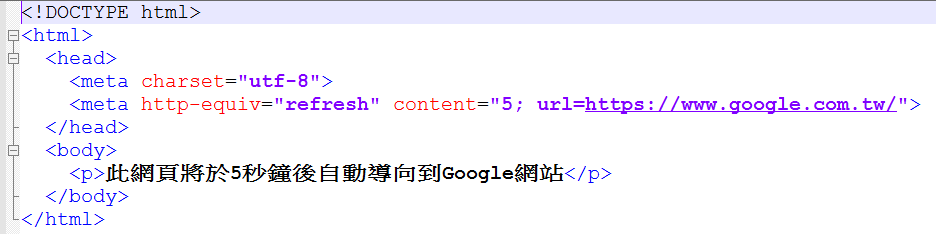 <!DOCTYPE html>
<html>
<head>
<meta charset="utf-8">
<meta http-equiv="refresh" content="5; url=https://www.google.com.tw/">
</head>
<body>
<p>此網頁將於5秒鐘後自動導向到Google網站</p>
</body>
</html>